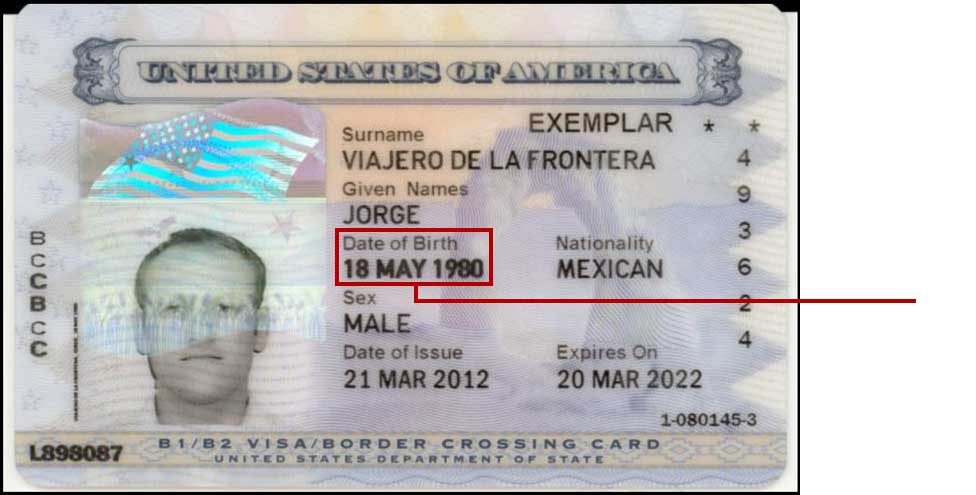 UNITED STATES OF AMERICA
EXEMPLAR * *
Surname
VIAJERO DE LA FRONTERA
Given Names
JORGE
Date of Birth
18 MAY 1980
Nationality
MEXICAN
Sex
MALE
Date of Issue
21 MAR 2012
Expires On
20 MAR 2022
4
9
3
6
2
4
1-080145-3
B
C
C
B
C
C
L898087
B1/B2 VISA/BORDER CROSSING CARD
UNITED STATES DEPARTMENT OF STATE